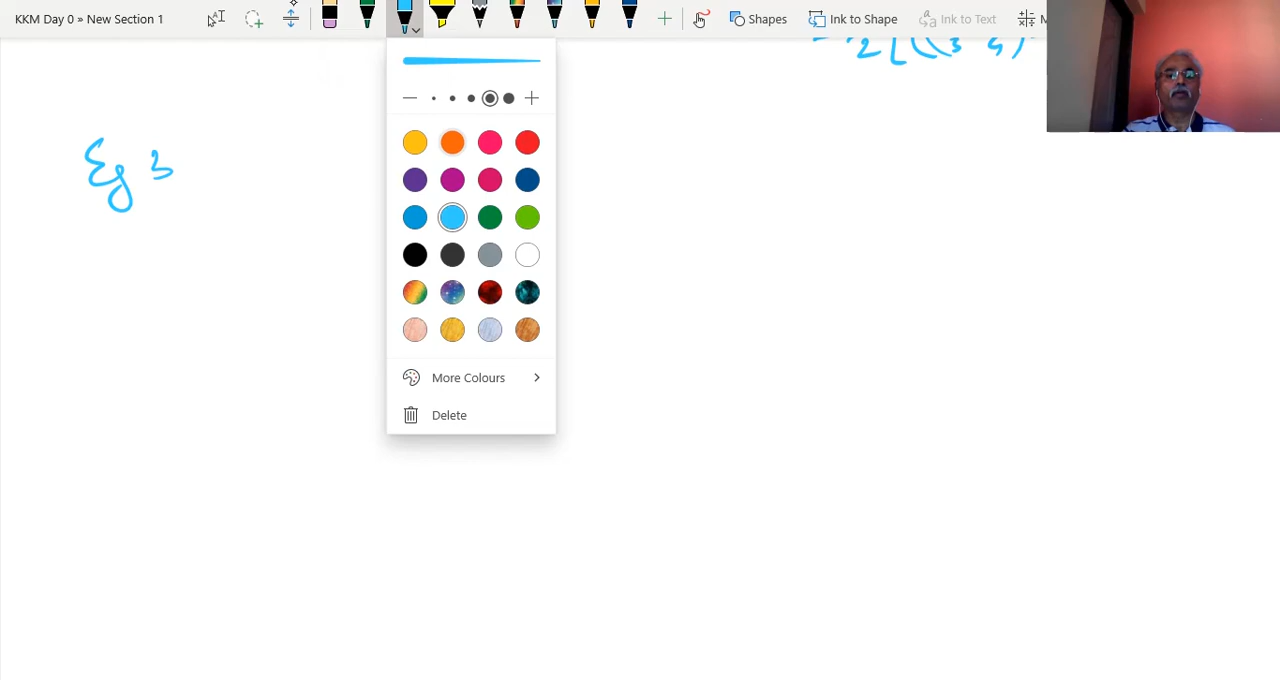 KKM Day 0 » New Section 1
Shapes
Ink to Shape
Ink to Text
M
Eg 3
More Colours
Delete